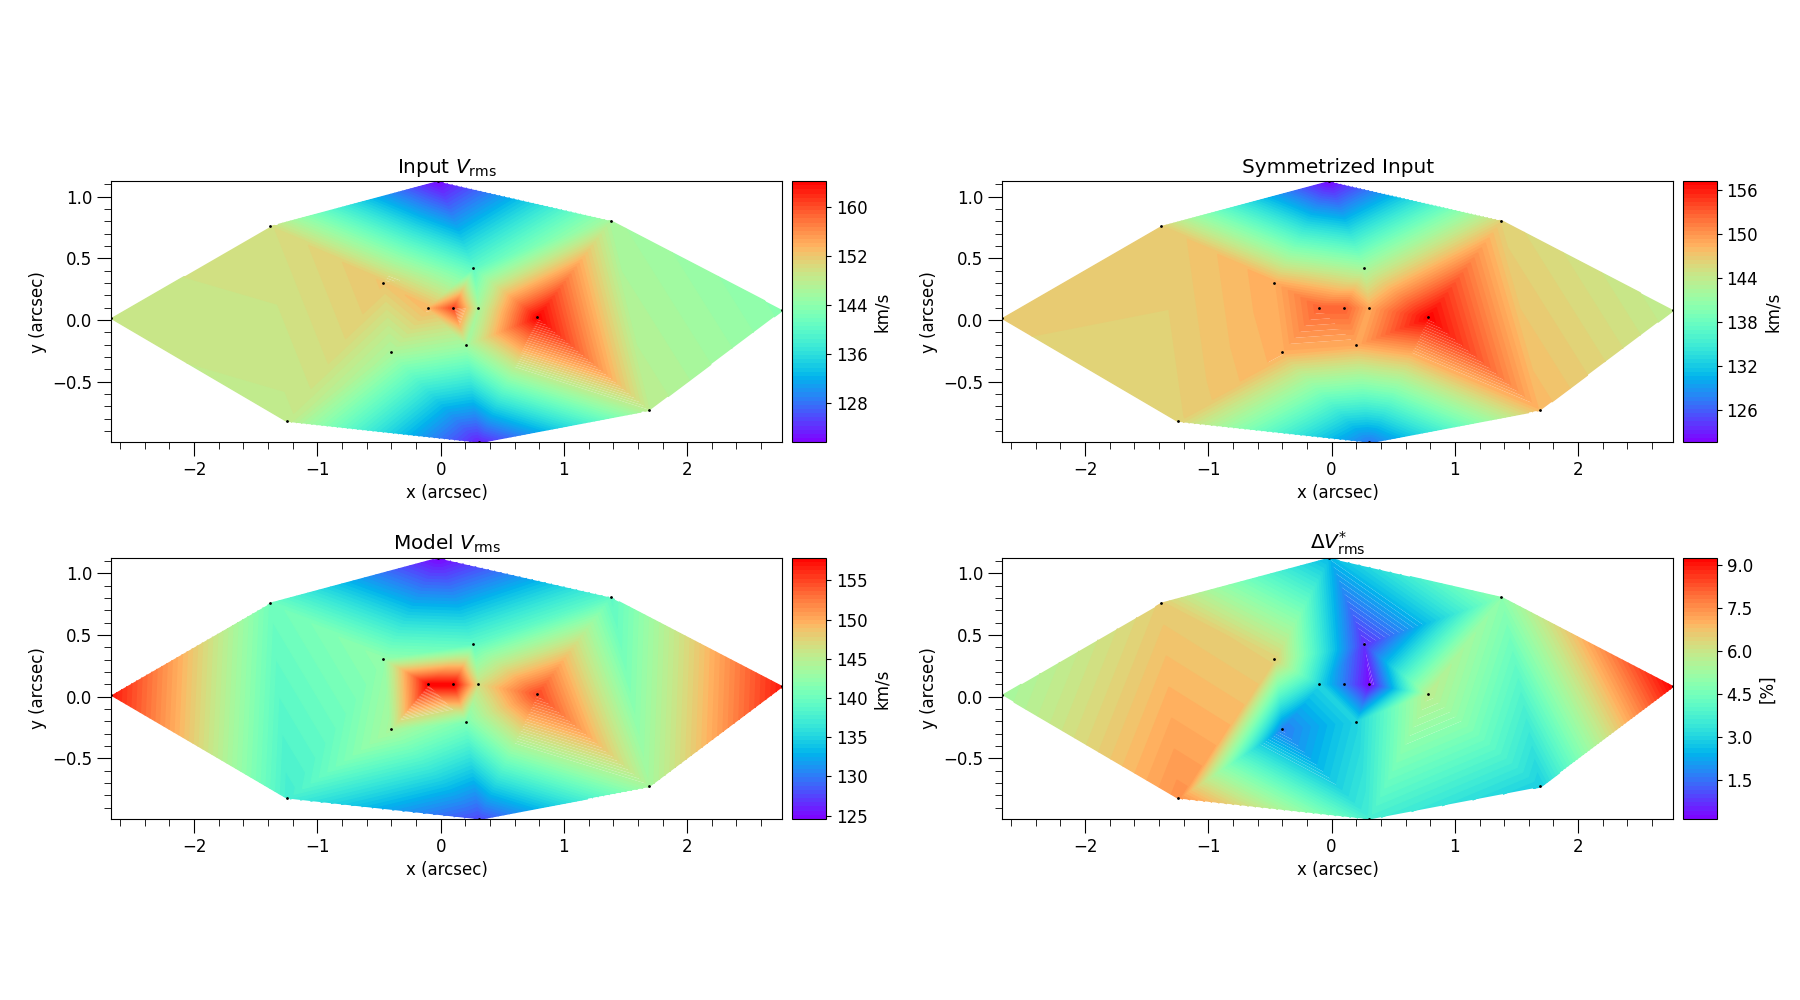 Input V_rms
Symmetrized Input
1.0
0.5
0.0
−0.5
y (arcsec)
−2 −1 0 1 2
x (arcsec)
160
152
144
136
128
km/s
1.0
0.5
0.0
−0.5
y (arcsec)
−2 −1 0 1 2
x (arcsec)
156
150
144
138
132
126
km/s
Model V_rms
ΔV*_rms
1.0
0.5
0.0
−0.5
y (arcsec)
−2 −1 0 1 2
x (arcsec)
155
150
145
140
135
130
125
km/s
1.0
0.5
0.0
−0.5
y (arcsec)
−2 −1 0 1 2
x (arcsec)
9.0
7.5
6.0
4.5
3.0
1.5
[%]